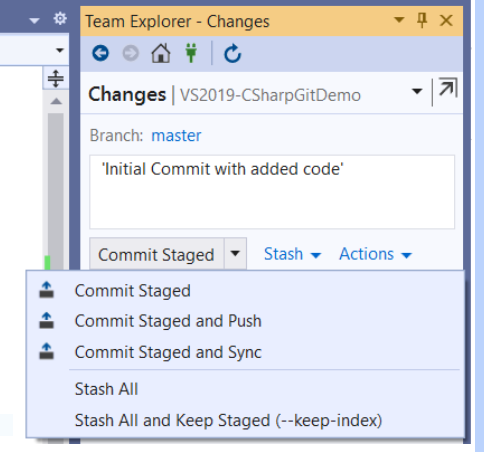 Team Explorer - Changes
Changes | VS2019-CSharpGitDemo
Branch: master
'Initial Commit with added code'
Commit Staged Stash Actions
Commit Staged
Commit Staged and Push
Commit Staged and Sync
Stash All
Stash All and Keep Staged (--keep-index)